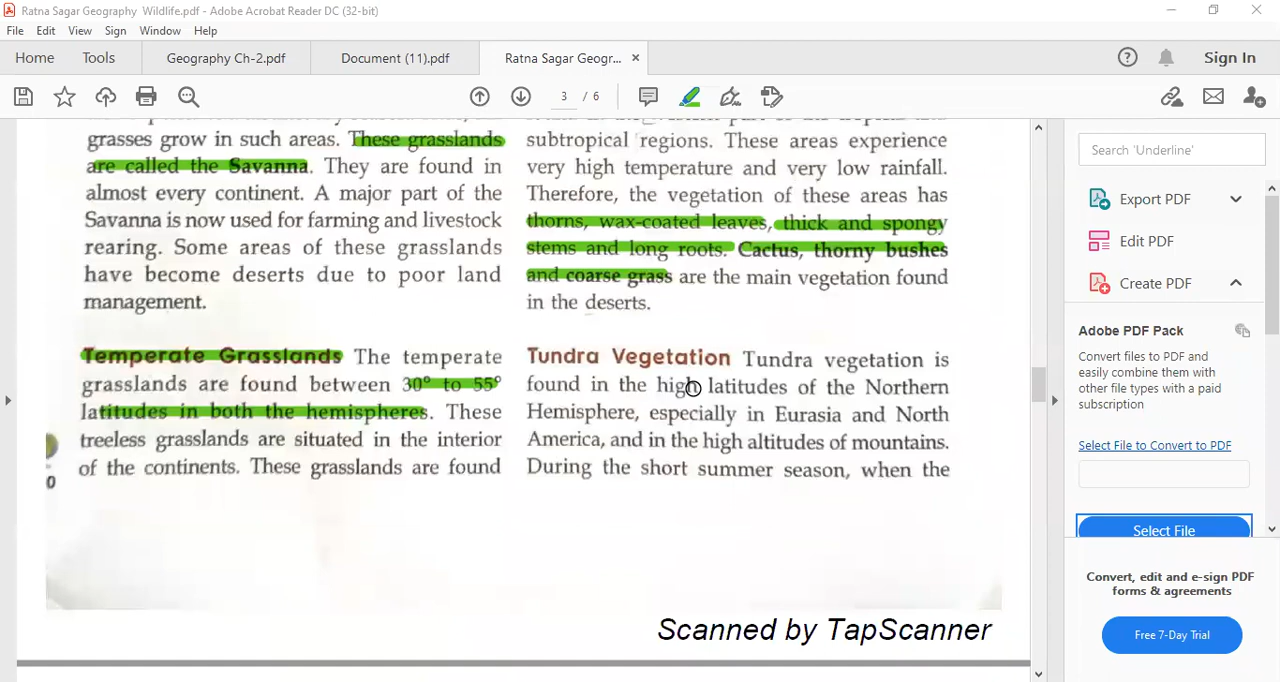 Ratna Sagar Geography Wildlife.pdf - Adobe Acrobat Reader DC (32-bit)
File Edit View Sign Window Help
Home Tools Geography Ch-2.pdf Document (11).pdf Ratna Sagar Geogr... × Sign In
3 / 6
grasses grow in such areas. These grasslands
are called the Savanna. They are found in
almost every continent. A major part of the
Savanna is now used for farming and livestock
rearing. Some areas of these grasslands
have become deserts due to poor land
management.
Temperate Grasslands The temperate
grasslands are found between 30° to 55°
latitudes in both the hemispheres. These
treeless grasslands are situated in the interior
of the continents. These grasslands are found
0
subtropical regions. These areas experience
very high temperature and very low rainfall.
Therefore, the vegetation of these areas has
thorns, wax-coated leaves, thick and spongy
stems and long roots. Cactus, thorny bushes
and coarse grass are the main vegetation found
in the deserts.
Tundra Vegetation Tundra vegetation is
found in the high latitudes of the Northern
Hemisphere, especially in Eurasia and North
America, and in the high altitudes of mountains.
During the short summer season, when the
Scanned by TapScanner
Search 'Underline'
Export PDF
Edit PDF
Create PDF
Adobe PDF Pack
Convert files to PDF and
easily combine them with
other file types with a paid
subscription
Select File to Convert to PDF
Select File
Convert, edit and e-sign PDF
forms & agreements
Free 7-Day Trial